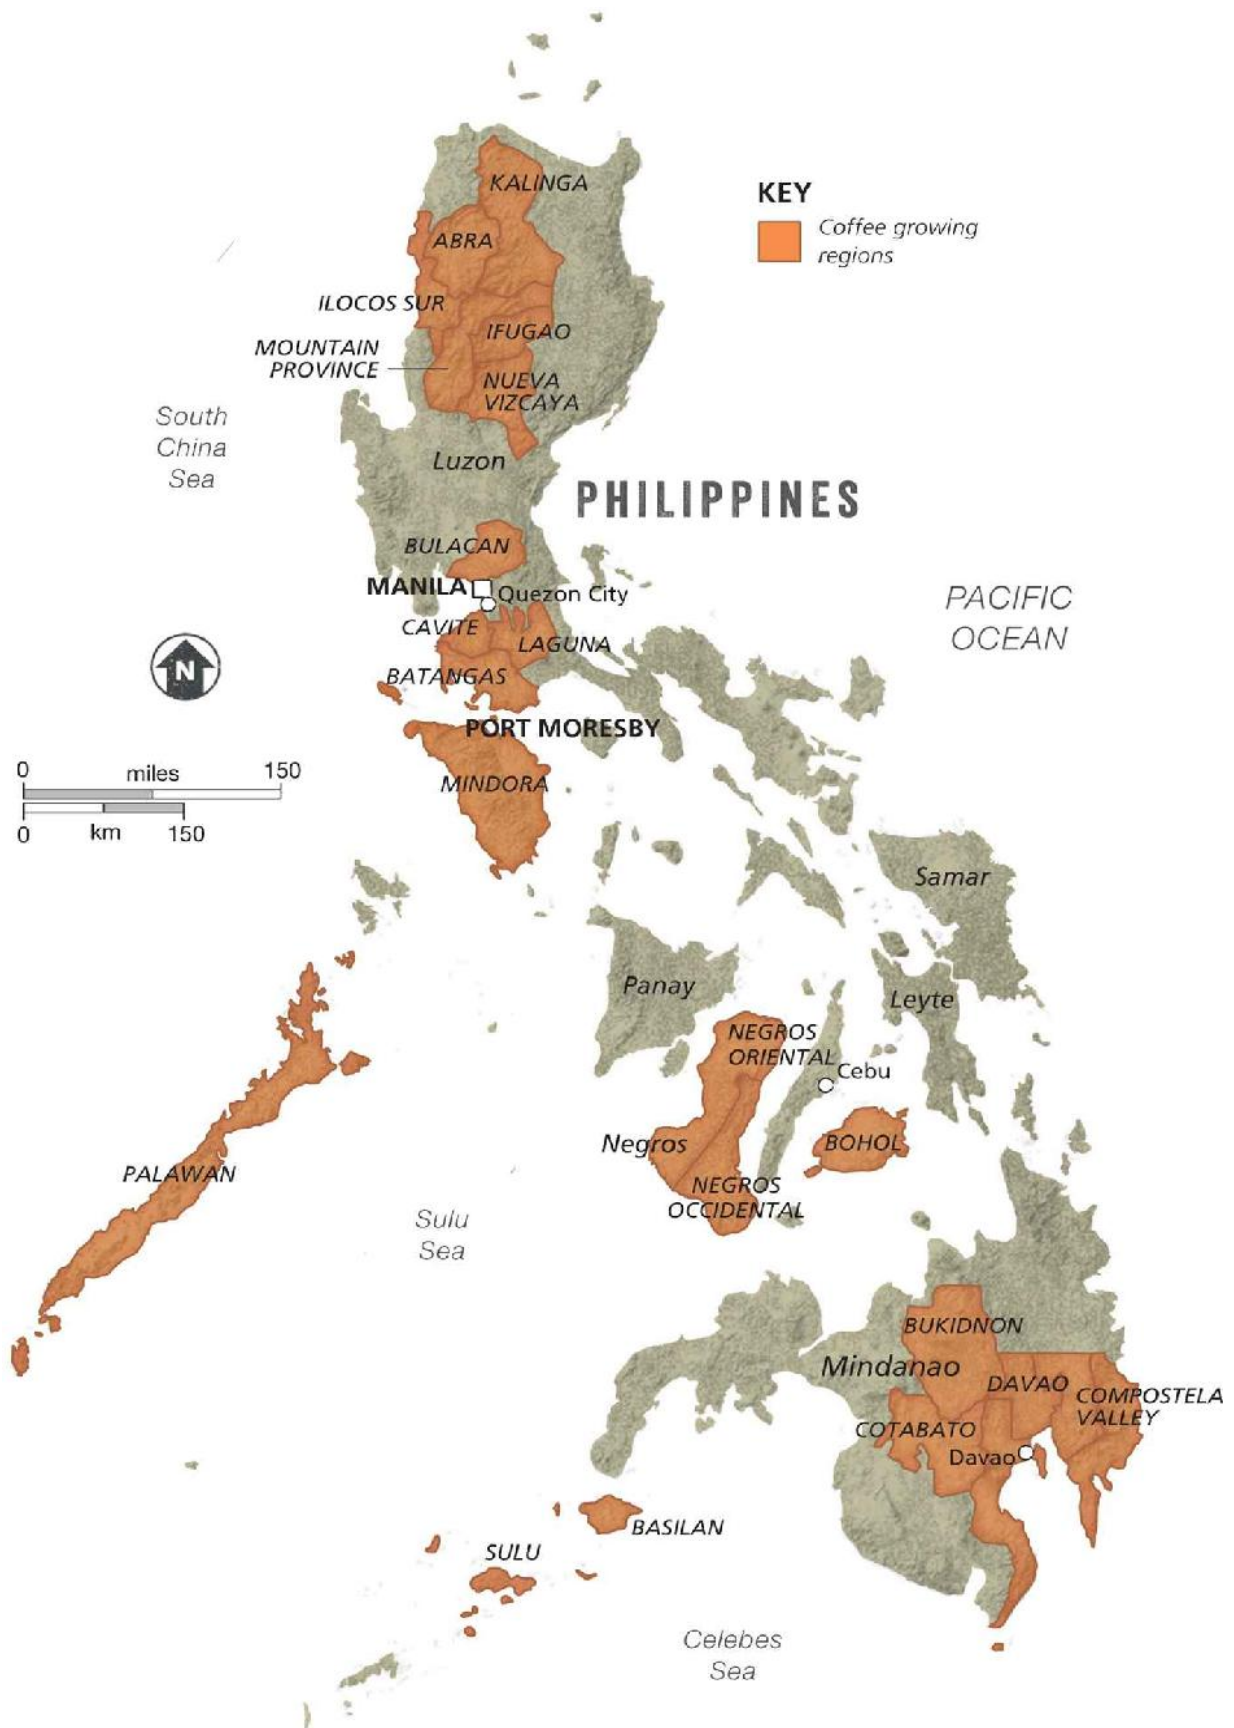 KALINGA
KEY
Coffee growing
regions
ABRA
ILOCOS SUR
IFUGAO
MOUNTAIN
PROVINCE
NUEVA
VIZCAYA
South
China
Sea
Luzon
PHILIPPINES
BULACAN
MANILA
Quezon City
PACIFIC
OCEAN
CAVITE
LAGUNA
N
BATANGAS
PORT MORESBY
0 miles 150
0 km 150
MINDORA
Samar
Panay
Leyte
NEGROS
ORIENTAL
Cebu
Negros
BOHOL
PALAWAN
NEGROS
OCCIDENTAL
Sulu
Sea
BUKIDNON
Mindanao
DAVAO
COMPOSTELA
VALLEY
COTABATO
Davao
BASILAN
SULU
Celebes
Sea